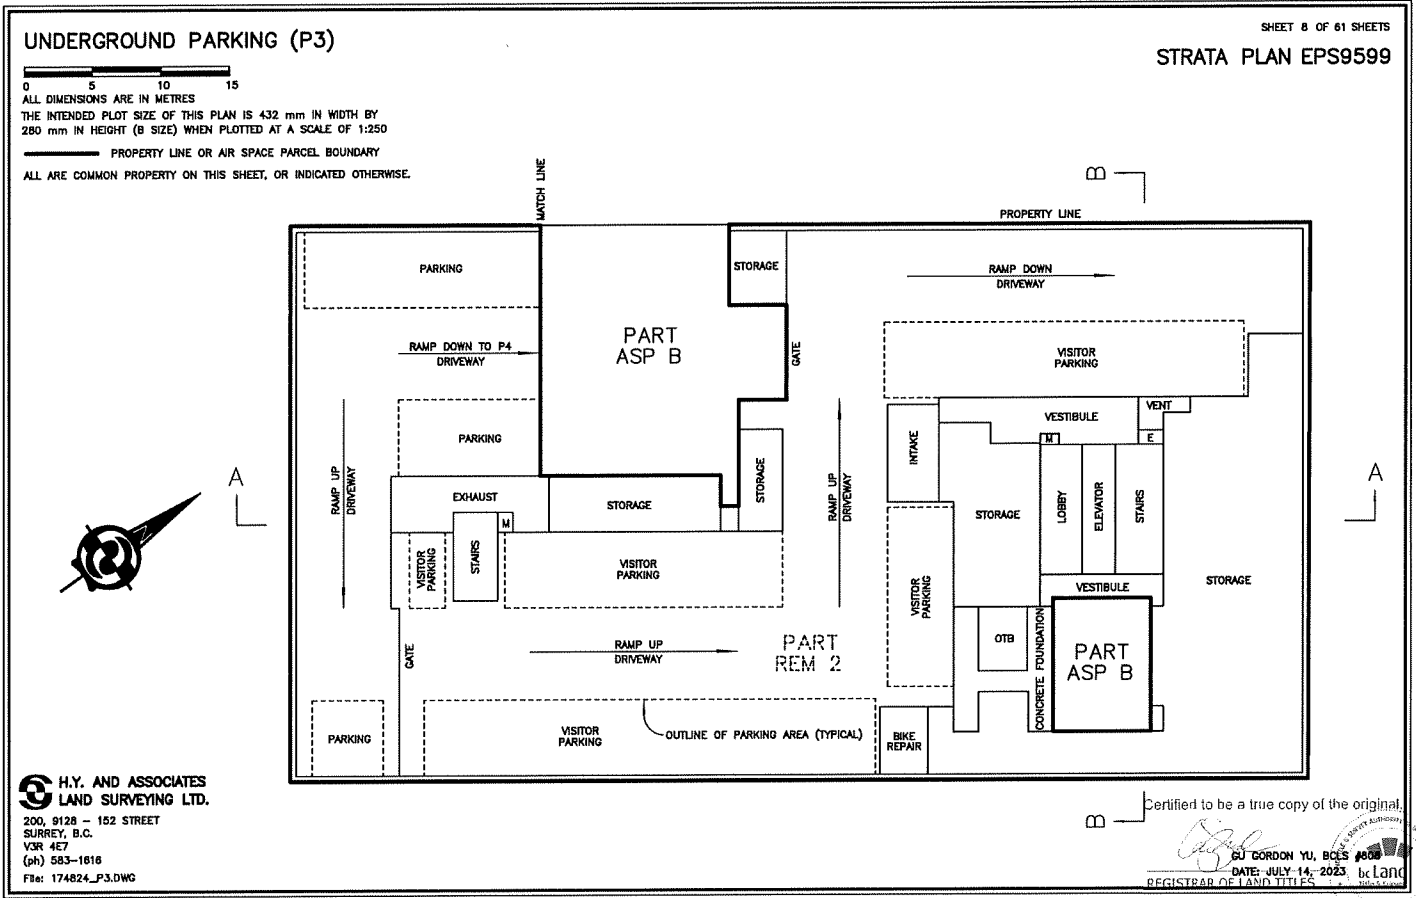 SHEET 8 OF 61 SHEETS
UNDERGROUND PARKING (P3)
STRATA PLAN EPS9599
0 5 10 15
ALL DIMENSIONS ARE IN METRES
THE INTENDED PLOT SIZE OF THIS PLAN IS 432 mm IN WIDTH BY
280 mm IN HEIGHT (B SIZE) WHEN PLOTTED AT A SCALE OF 1:250
PROPERTY LINE OR AIR SPACE PARCEL BOUNDARY
ALL ARE COMMON PROPERTY ON THIS SHEET, OR INDICATED OTHERWISE.
MATCH LINE
B
PROPERTY LINE
PARKING
STORAGE
RAMP DOWN
DRIVEWAY
PART
ASP B
RAMP DOWN TO P4
DRIVEWAY
GATE
VISITOR
PARKING
VENT
VESTIBULE
PARKING
INTAKE
M
E
A
RAMP UP
DRIVEWAY
EXHAUST
STORAGE
STORAGE
RAMP UP
DRIVEWAY
STORAGE
LOBBY
ELEVATOR
STAIRS
A
M
STAIRS
VISITOR
PARKING
VISITOR
PARKING
VISITOR
PARKING
VESTIBULE
STORAGE
GATE
RAMP UP
DRIVEWAY
PART
REM 2
OTB
CONCRETE FOUNDATION
PART
ASP B
PARKING
VISITOR
PARKING
OUTLINE OF PARKING AREA (TYPICAL)
BIKE
REPAIR
H.Y. AND ASSOCIATES
LAND SURVEYING LTD.
200, 9128 – 152 STREET
SURREY, B.C.
V3R 4E7
(ph) 583–1616
File: 174824_P3.DWG
B
Certified to be a true copy of the original.
GU GORDON YU, BCLS #808
DATE: JULY 14, 2023
REGISTRAR OF LAND TITLES
bc Land